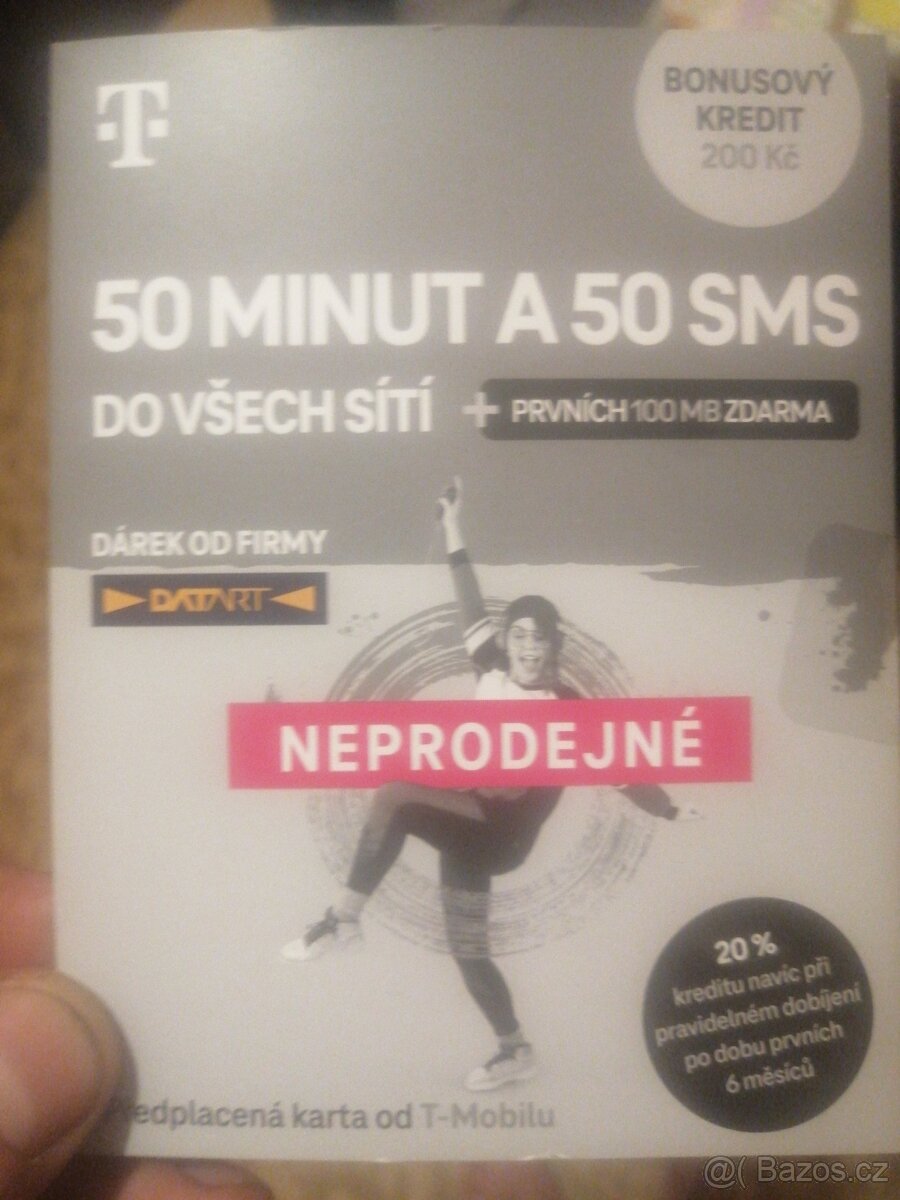 T
BONUSOVÝ
KREDIT
200 Kč
50 MINUT A 50 SMS
DO VŠECH SÍTÍ + PRVNÍCH 100 MB ZDARMA
DÁREK OD FIRMY
DATART
NEPRODEJNÉ
20 %
kreditu navíc při
pravidelném dobíjení
po dobu prvních
6 měsíců
edplacená karta od T-Mobilu
@( Bazos.cz